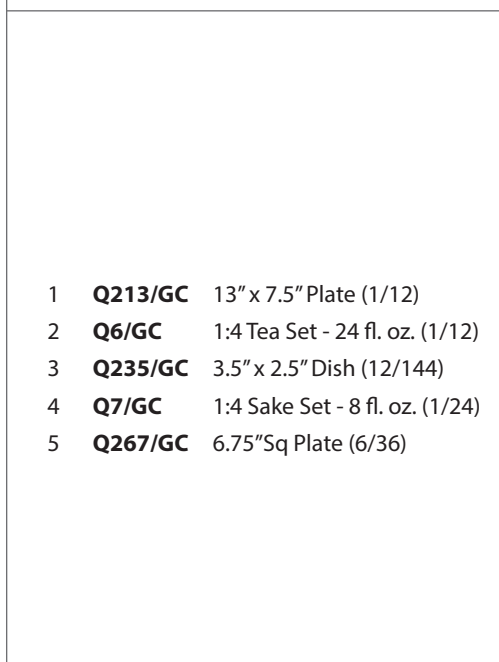 1 Q213/GC 13” x 7.5” Plate (1/12)
2 Q6/GC 1:4 Tea Set - 24 fl. oz. (1/12)
3 Q235/GC 3.5” x 2.5” Dish (12/144)
4 Q7/GC 1:4 Sake Set - 8 fl. oz. (1/24)
5 Q267/GC 6.75”Sq Plate (6/36)